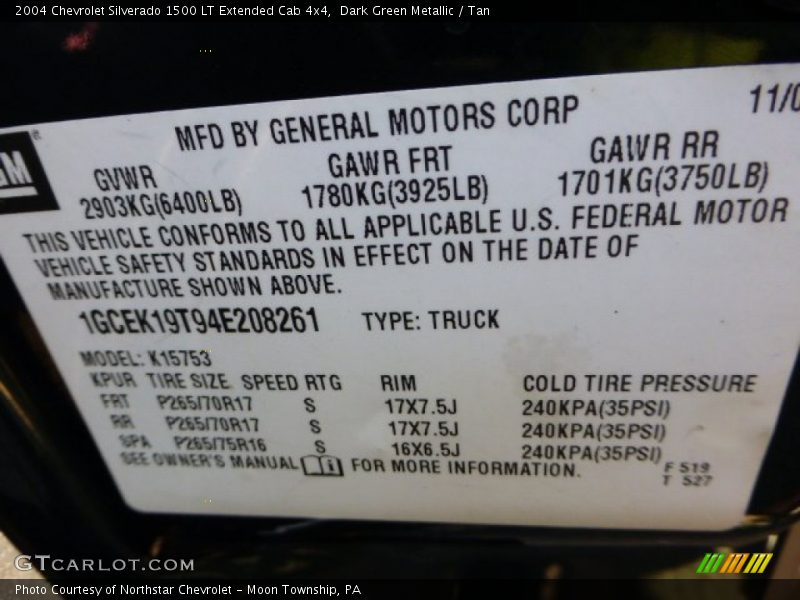 2004 Chevrolet Silverado 1500 LT Extended Cab 4x4, Dark Green Metallic / Tan
11/0
MFD BY GENERAL MOTORS CORP
GM
GVWR GAWR FRT GAWR RR
2903KG(6400LB) 1780KG(3925LB) 1701KG(3750LB)
THIS VEHICLE CONFORMS TO ALL APPLICABLE U.S. FEDERAL MOTOR
VEHICLE SAFETY STANDARDS IN EFFECT ON THE DATE OF
MANUFACTURE SHOWN ABOVE.
1GCEK19T94E208261 TYPE: TRUCK
MODEL: K15753
KPUR TIRE SIZE SPEED RTG RIM COLD TIRE PRESSURE
FRT P265/70R17 S 17X7.5J 240KPA(35PSI)
RR P265/70R17 S 17X7.5J 240KPA(35PSI)
SPA P265/75R16 S 16X6.5J 240KPA(35PSI)
SEE OWNER'S MANUAL FOR MORE INFORMATION.
F 519
T 527
GTCARLOT.COM
Photo Courtesy of Northstar Chevrolet - Moon Township, PA